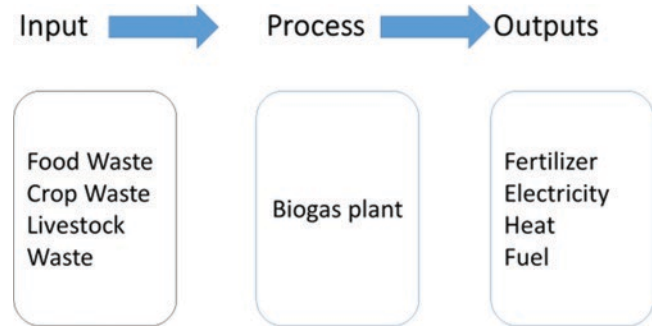 Input Process Outputs
Food Waste
Crop Waste
Livestock
Waste
Biogas plant
Fertilizer
Electricity
Heat
Fuel